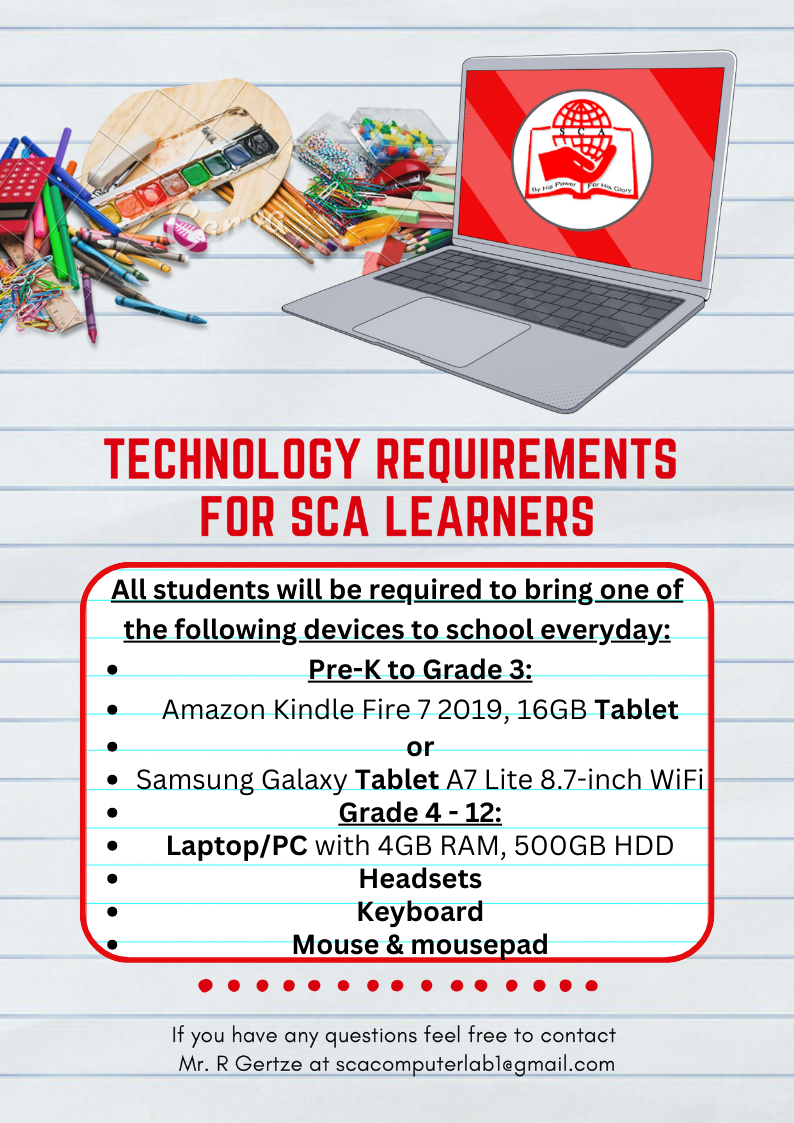 S C A
By His Power For His Glory
Canva
TECHNOLOGY REQUIREMENTS
FOR SCA LEARNERS
All students will be required to bring one of
the following devices to school everyday:
Pre-K to Grade 3:
Amazon Kindle Fire 7 2019, 16GB Tablet
or
Samsung Galaxy Tablet A7 Lite 8.7-inch WiFi
Grade 4 - 12:
Laptop/PC with 4GB RAM, 500GB HDD
Headsets
Keyboard
Mouse & mousepad
If you have any questions feel free to contact
Mr. R Gertze at scacomputerlab1@gmail.com